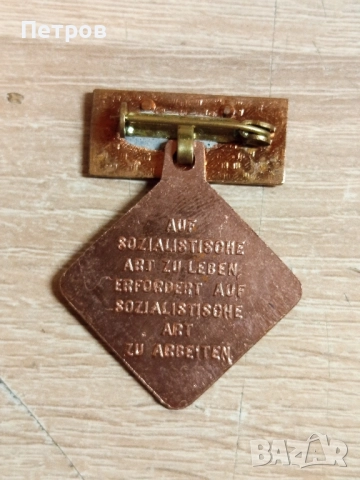 Петров
AUF
SOZIALISTISCHE
ART ZU LEBEN,
ERFORDERT AUF
SOZIALISTISCHE
ART
ZU ARBEITEN
BAZAR